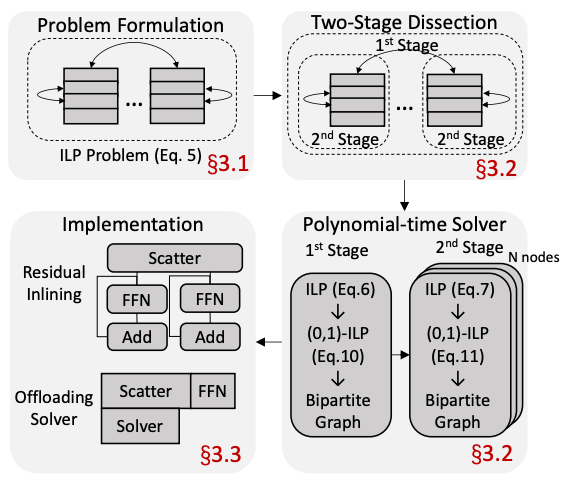 Problem Formulation
...
ILP Problem (Eq. 5)
§3.1
Two-Stage Dissection
1st Stage
...
2nd Stage
2nd Stage
§3.2
Implementation
Residual
Inlining
Scatter
FFN
FFN
Add
Add
Offloading
Solver
Scatter
FFN
Solver
§3.3
Polynomial-time Solver
1st Stage
2nd Stage
N nodes
ILP (Eq.6)
(0,1)-ILP
(Eq.10)
Bipartite
Graph
ILP (Eq.7)
(0,1)-ILP
(Eq.11)
Bipartite
Graph
§3.2